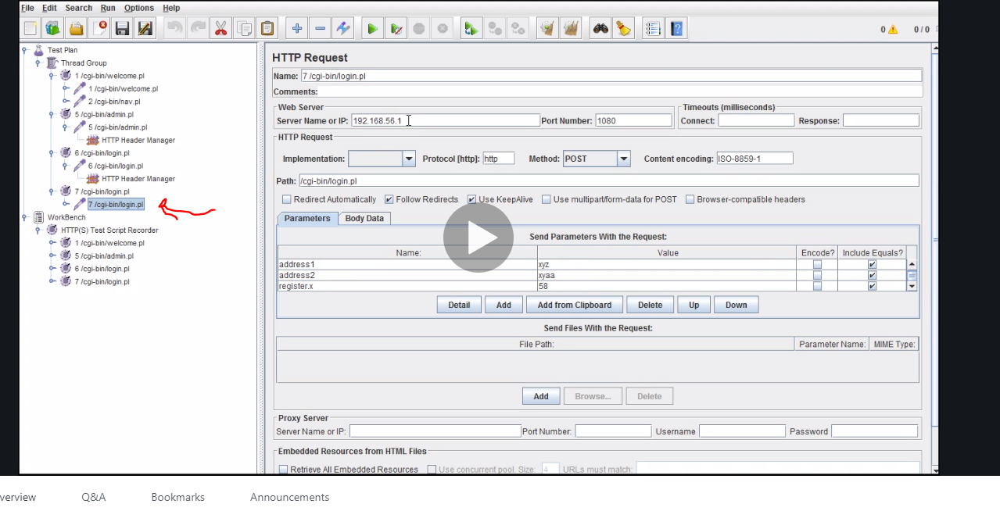 File Edit Search Run Options Help
0 0 / 0
Test Plan
Thread Group
1 /cgi-bin/welcome.pl
1 /cgi-bin/welcome.pl
2 /cgi-bin/nav.pl
5 /cgi-bin/admin.pl
5 /cgi-bin/admin.pl
HTTP Header Manager
6 /cgi-bin/login.pl
6 /cgi-bin/login.pl
HTTP Header Manager
7 /cgi-bin/login.pl
7 /cgi-bin/login.pl
WorkBench
HTTP(S) Test Script Recorder
1 /cgi-bin/welcome.pl
5 /cgi-bin/admin.pl
6 /cgi-bin/login.pl
7 /cgi-bin/login.pl
HTTP Request
Name: 7 /cgi-bin/login.pl
Comments:
Web Server
Server Name or IP: 192.168.56.1 Port Number: 1080
Timeouts (milliseconds)
Connect: Response:
HTTP Request
Implementation: Protocol [http]: http Method: POST Content encoding: ISO-8859-1
Path: /cgi-bin/login.pl
Redirect Automatically Follow Redirects Use KeepAlive Use multipart/form-data for POST Browser-compatible headers
Parameters Body Data
Send Parameters With the Request:
Name: Value Encode? Include Equals?
address1 xyz
address2 xyaa
register.x 58
Detail Add Add from Clipboard Delete Up Down
Send Files With the Request:
File Path: Parameter Name: MIME Type:
Add Browse... Delete
Proxy Server
Server Name or IP: Port Number: Username Password
Embedded Resources from HTML Files
Retrieve All Embedded Resources Use concurrent pool. Size: 4 URLs must match:
verview Q&A Bookmarks Announcements